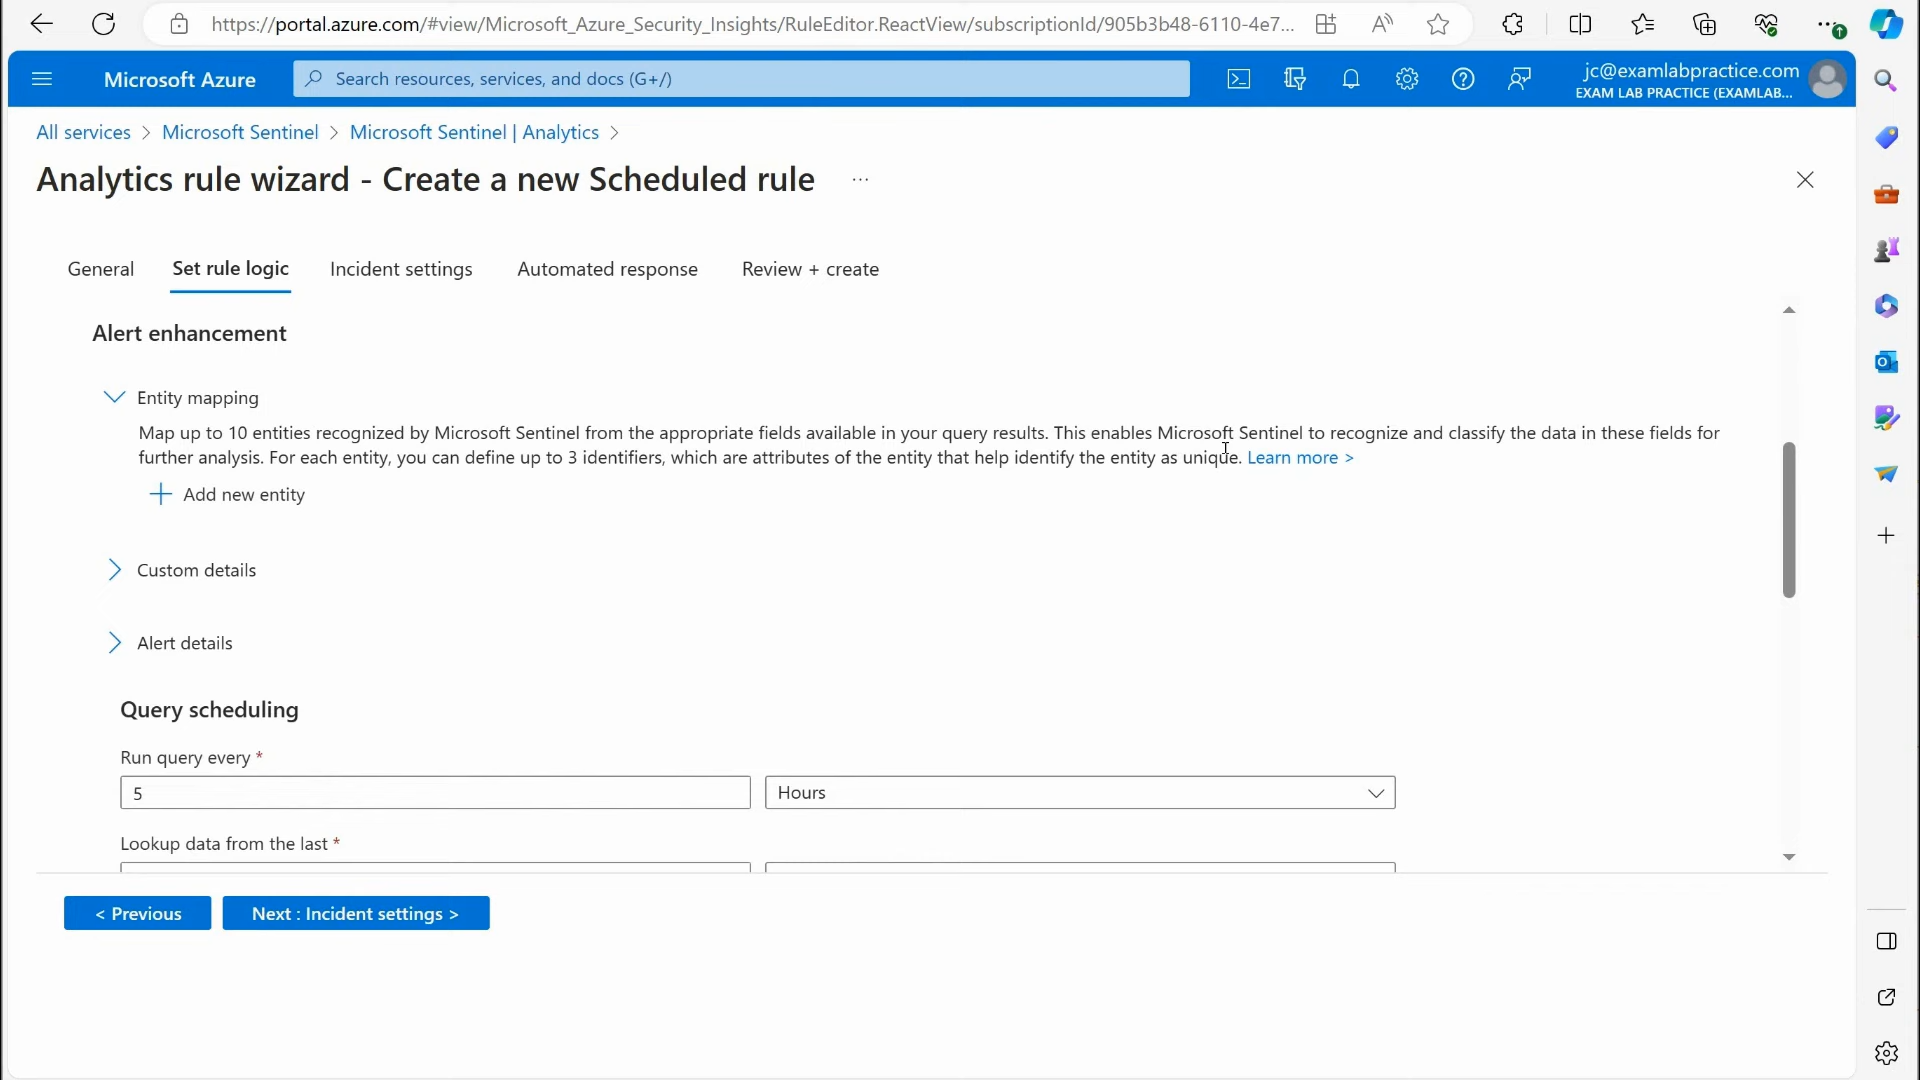 https://portal.azure.com/#view/Microsoft_Azure_Security_Insights/RuleEditor.ReactView/subscriptionId/905b3b48-6110-4e7...
Microsoft Azure
Search resources, services, and docs (G+/)
jc@examlabpractice.com
EXAM LAB PRACTICE (EXAMLAB...
All services > Microsoft Sentinel > Microsoft Sentinel | Analytics >
Analytics rule wizard - Create a new Scheduled rule ...
General
Set rule logic
Incident settings
Automated response
Review + create
Alert enhancement
Entity mapping
Map up to 10 entities recognized by Microsoft Sentinel from the appropriate fields available in your query results. This enables Microsoft Sentinel to recognize and classify the data in these fields for
further analysis. For each entity, you can define up to 3 identifiers, which are attributes of the entity that help identify the entity as unique. Learn more >
Add new entity
Custom details
Alert details
Query scheduling
Run query every *
5
Hours
Lookup data from the last *
< Previous
Next : Incident settings >